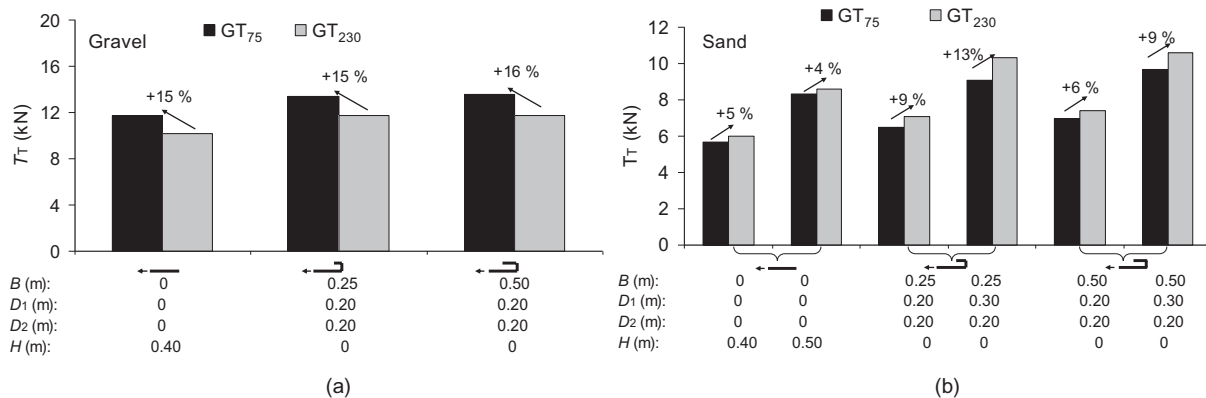 GT75 GT230
Gravel
TT (kN)
20
16
12
8
4
0
+15 %
+15 %
+16 %
B (m): 0 0.25 0.50
D1 (m): 0 0.20 0.20
D2 (m): 0 0.20 0.20
H (m): 0.40 0 0
(a)
GT75 GT230
Sand
TT (kN)
12
10
8
6
4
2
0
+5 %
+4 %
+9 %
+13%
+6 %
+9 %
B (m): 0 0 0.25 0.25 0.50 0.50
D1 (m): 0 0 0.20 0.30 0.20 0.30
D2 (m): 0 0 0.20 0.20 0.20 0.20
H (m): 0.40 0.50 0 0 0 0
(b)